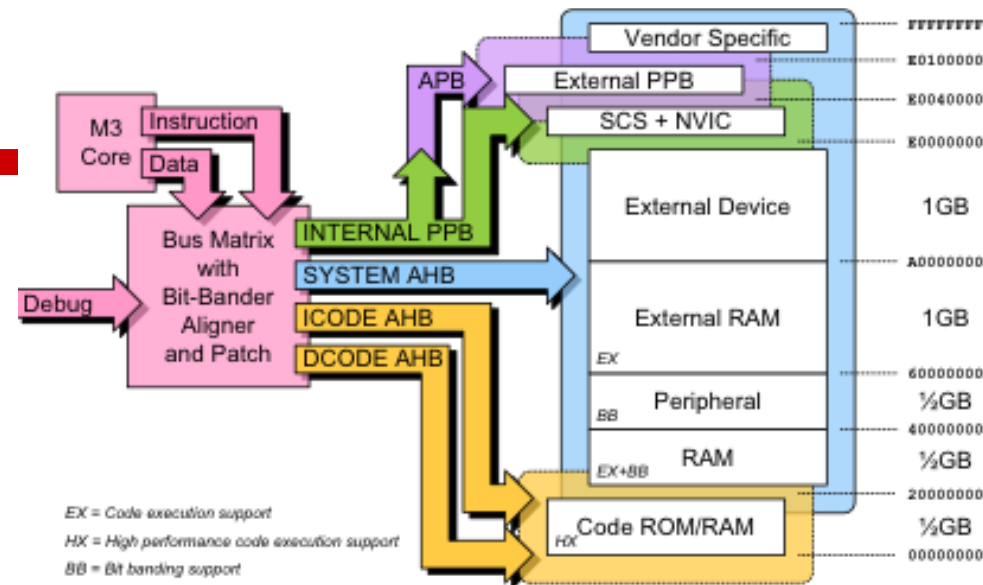 Vendor Specific
FFFFFFFF
E0100000
APB
External PPB
E0040000
M3
Core
Instruction
Data
SCS + NVIC
E0000000
External Device
1GB
Bus Matrix
with
Bit-Bander
Aligner
and Patch
INTERNAL PPB
SYSTEM AHB
ICODE AHB
DCODE AHB
Debug
A0000000
External RAM
1GB
EX
60000000
Peripheral
½GB
BB
40000000
RAM
½GB
EX+BB
20000000
Code ROM/RAM
½GB
HX
00000000
EX = Code execution support
HX = High performance code execution support
BB = Bit banding support